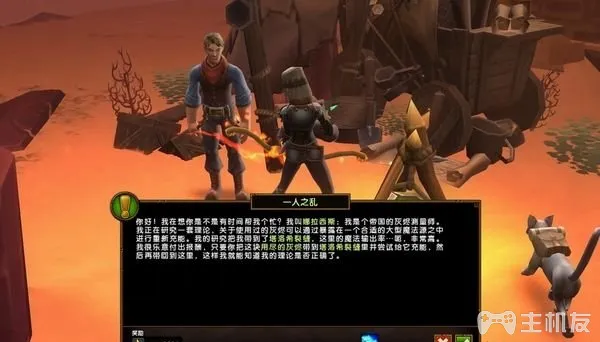 一人之乱
你好！我在想你是不是有时间帮我个忙？我叫娜拉西斯；我是个帝国的灰烬测量师。
我正在研究一套理论，关于使用过的灰烬可以通过暴露在一个合适的大型魔法源之中
进行重新充能。我的研究把我带到了塔洛希裂缝，这里的魔法输出率…呃，非常高。
我很乐意付出报酬，只要你把这块用尽的灰烬带到塔洛希裂缝里并尝试给它充能，然
后再带回到这里，这样我就能知道我的理论是否正确了。
奖励
主机友